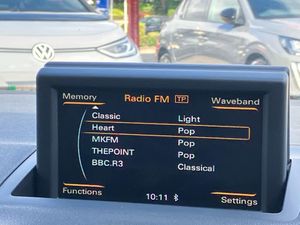 Memory Radio FM TP Waveband
Classic Light
Heart Pop
MKFM Pop
THEPOINT Pop
BBC.R3 Classical
Functions 10:11 Settings